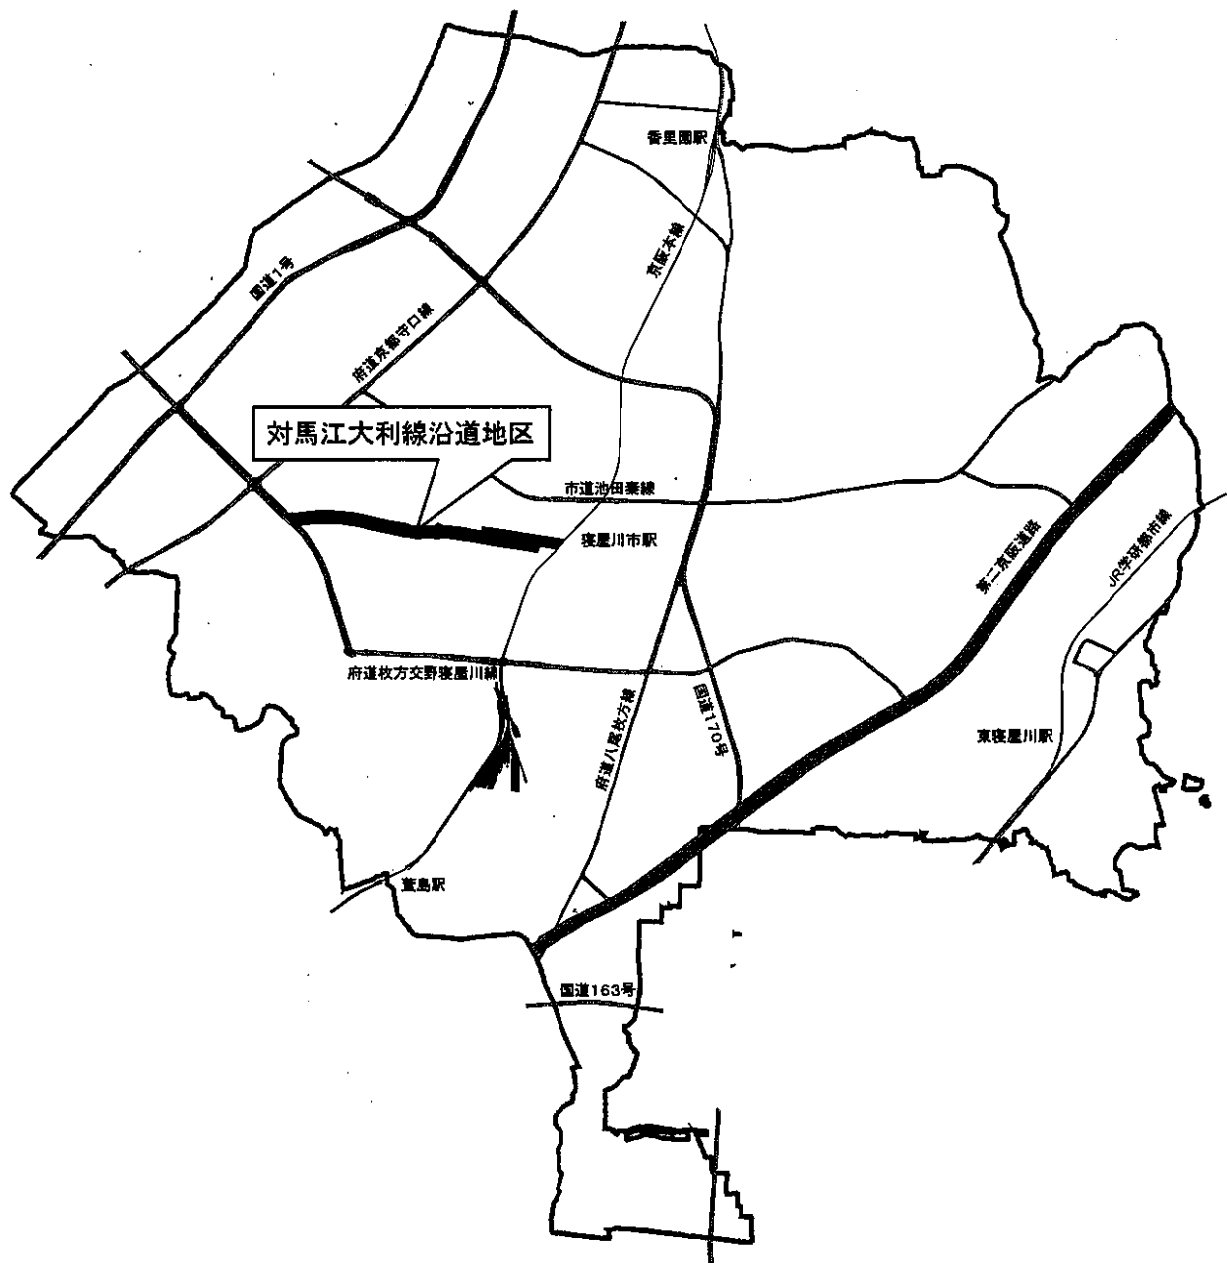 香里園駅
京阪本線
国道1号
府道京都守口線
対馬江大利線沿道地区
市道池田秦線
寝屋川市駅
第二京阪道路
JR学研都市線
府道枚方交野寝屋川線
国道170号
府道八尾枚方線
東寝屋川駅
萱島駅
国道163号